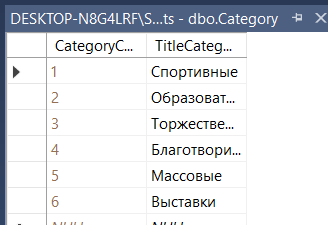 DESKTOP-N8G4LRF\S...ts - dbo.Category
CategoryC... TitleCateg...
1 Спортивные
2 Образоват...
3 Торжестве...
4 Благотвори...
5 Массовые
6 Выставки
NULL NULL